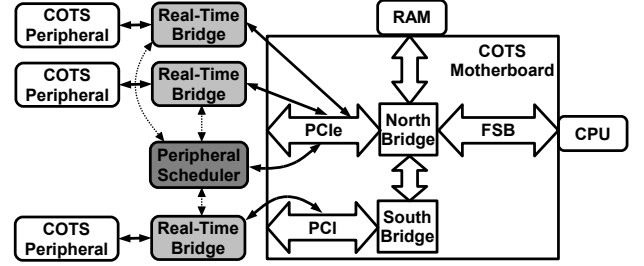 COTS
Peripheral
Real-Time
Bridge
RAM
COTS
Motherboard
COTS
Peripheral
Real-Time
Bridge
PCIe
North
Bridge
FSB
CPU
Peripheral
Scheduler
COTS
Peripheral
Real-Time
Bridge
PCI
South
Bridge